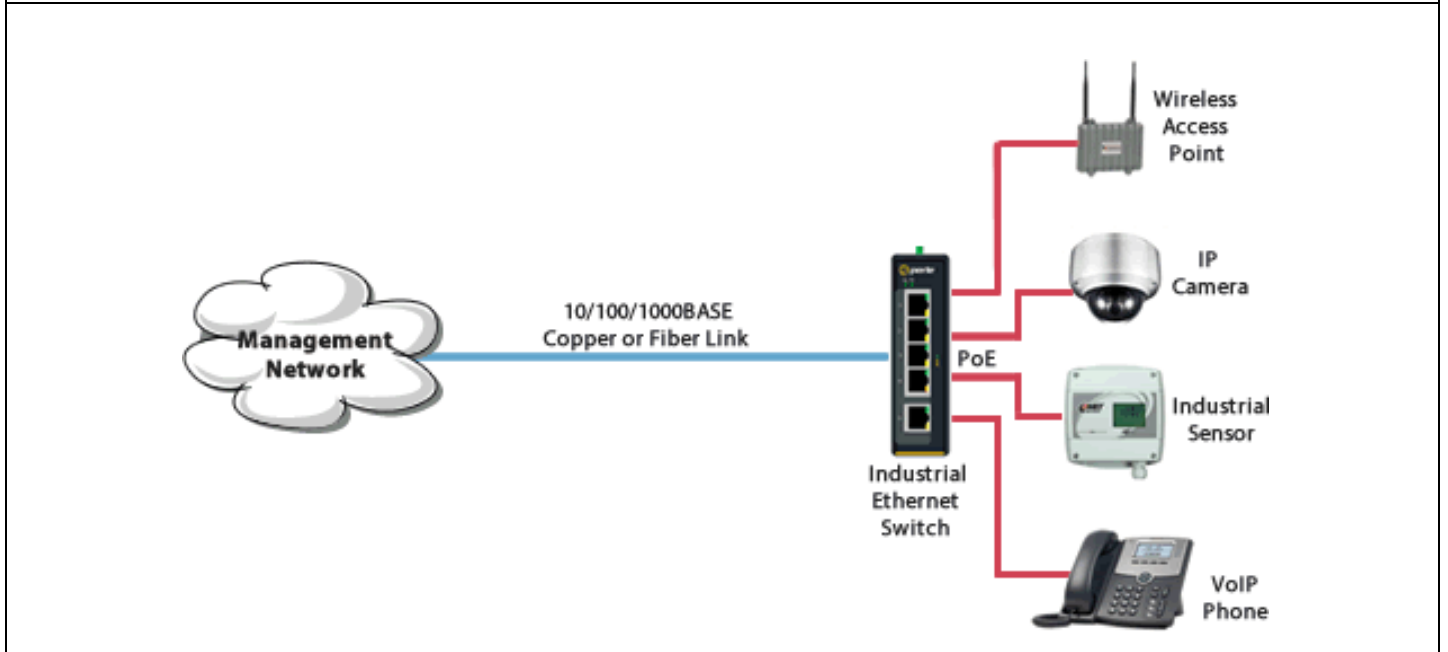 Management
Network
10/100/1000BASE
Copper or Fiber Link
perle
PoE
Industrial
Ethernet
Switch
Wireless
Access
Point
IP
Camera
Industrial
Sensor
VoIP
Phone